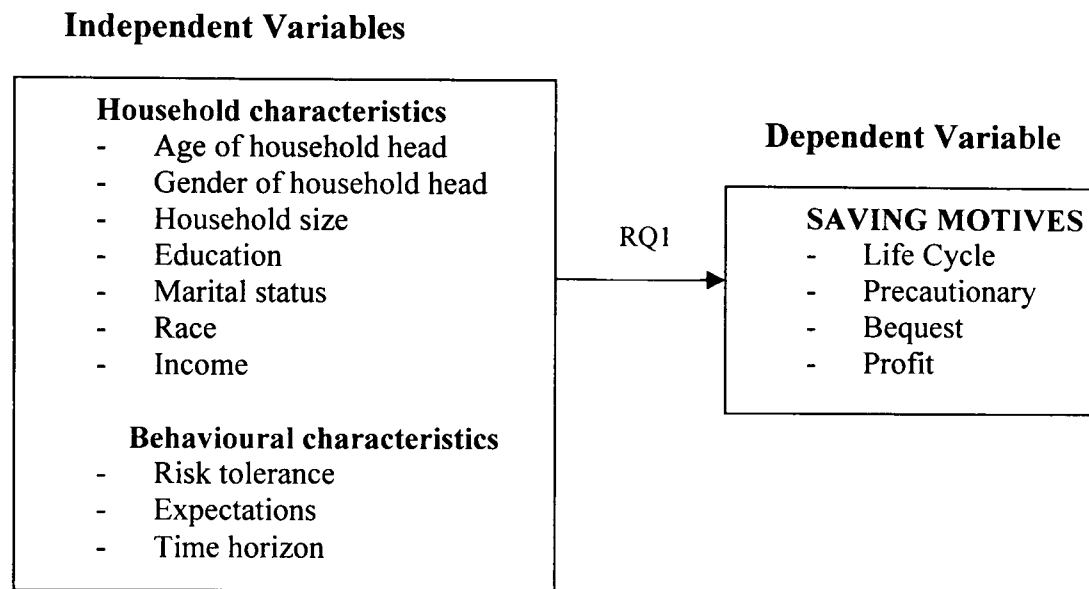 Independent Variables
Household characteristics
- Age of household head
- Gender of household head
- Household size
- Education
- Marital status
- Race
- Income
Behavioural characteristics
- Risk tolerance
- Expectations
- Time horizon
RQ1
Dependent Variable
SAVING MOTIVES
- Life Cycle
- Precautionary
- Bequest
- Profit